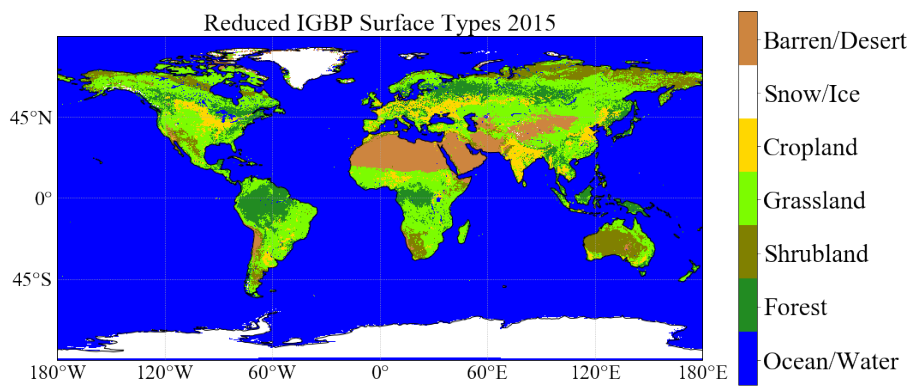 Reduced IGBP Surface Types 2015
45°N
0°
45°S
180°W 120°W 60°W 0° 60°E 120°E 180°E
Barren/Desert
Snow/Ice
Cropland
Grassland
Shrubland
Forest
Ocean/Water